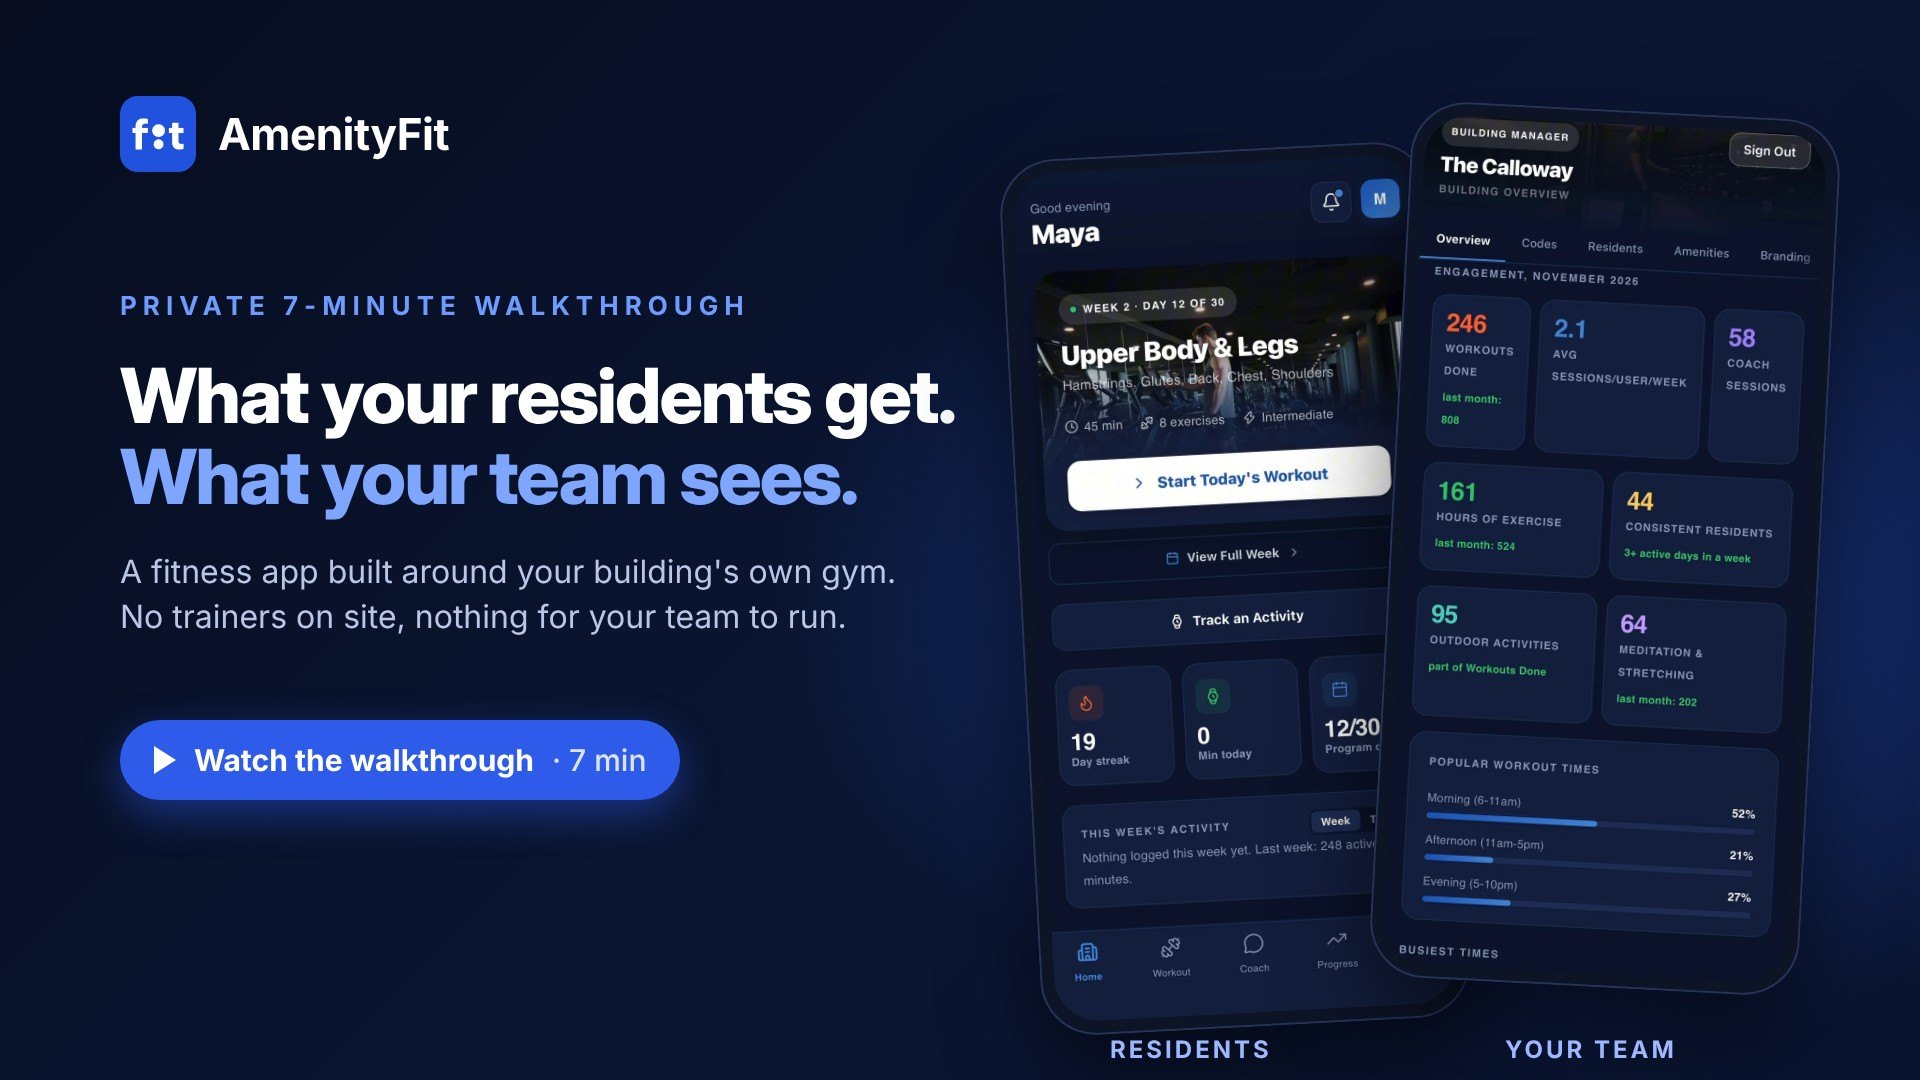 f:t AmenityFit
PRIVATE 7-MINUTE WALKTHROUGH
What your residents get.
What your team sees.
A fitness app built around your building's own gym.
No trainers on site, nothing for your team to run.
Watch the walkthrough · 7 min
Good evening
Maya
M
WEEK 2 · DAY 12 OF 30
Upper Body & Legs
Hamstrings, Glutes, Back, Chest, Shoulders
45 min 8 exercises Intermediate
Start Today's Workout
View Full Week
Track an Activity
19
Day streak
0
Min today
12/30
Program
THIS WEEK'S ACTIVITY
Week
Nothing logged this week yet. Last week: 248
minutes.
Home Workout Coach Progress
RESIDENTS
BUILDING MANAGER
Sign Out
The Calloway
BUILDING OVERVIEW
Overview Codes Residents Amenities Branding
ENGAGEMENT, NOVEMBER 2026
246
WORKOUTS
DONE
last month:
808
2.1
AVG
SESSIONS/USER/WEEK
58
COACH
SESSIONS
161
HOURS OF EXERCISE
last month: 524
44
CONSISTENT RESIDENTS
3+ active days in a week
95
OUTDOOR ACTIVITIES
part of Workouts Done
64
MEDITATION &
STRETCHING
last month: 202
POPULAR WORKOUT TIMES
Morning (6-11am) 52%
Afternoon (11am-5pm) 21%
Evening (5-10pm) 27%
BUSIEST TIMES
YOUR TEAM